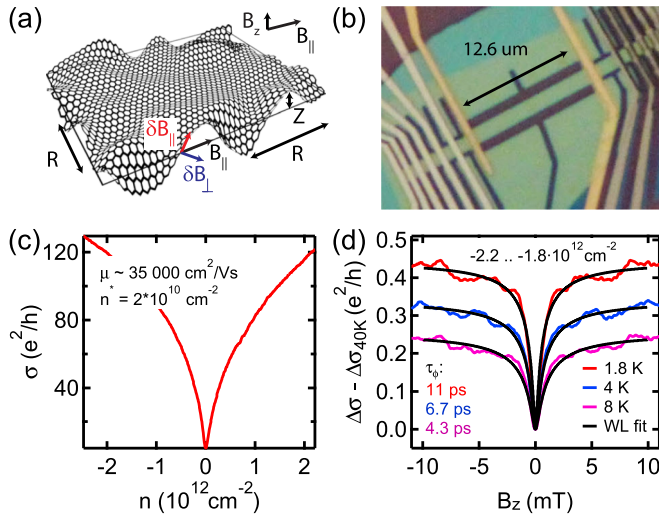 (a)
B_z
B_||
Z
R
δB_||
B_||
R
δB_⊥
(b)
12.6 um
(c)
σ (e²/h)
120
80
40
μ ~ 35 000 cm²/Vs
n* = 2*10¹⁰ cm⁻²
-2 -1 0 1 2
n (10¹²cm⁻²)
(d)
Δσ - Δσ₄₀K (e²/h)
0.5
0.4
0.3
0.2
0.1
0.0
-2.2 .. -1.8·10¹²cm⁻²
τ_ϕ:
11 ps
6.7 ps
4.3 ps
1.8 K
4 K
8 K
WL fit
-10 -5 0 5 10
B_Z (mT)